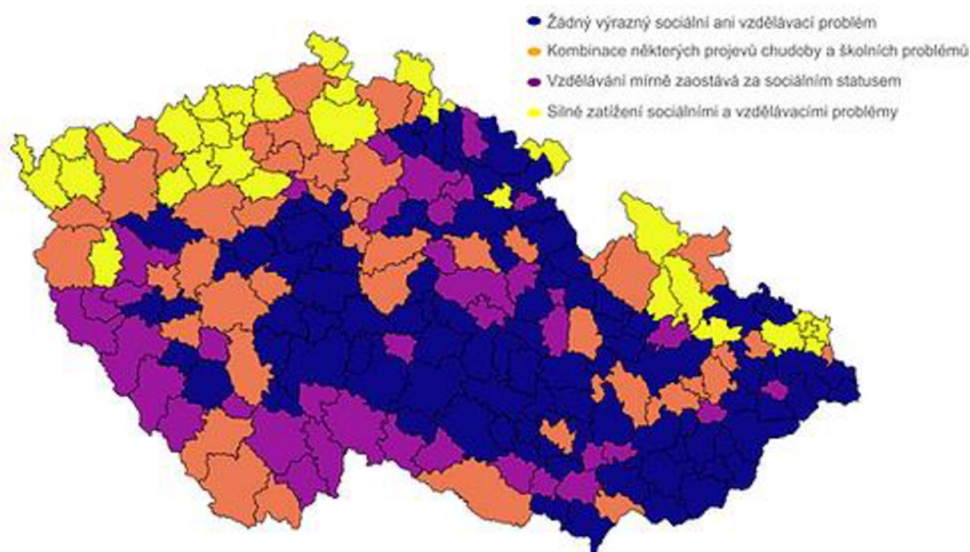 Žádný výrazný sociální ani vzdělávací problém
Kombinace některých projevů chudoby a školních problémů
Vzdělávání mírně zaostává za sociálním statusem
Silné zatížení sociálními a vzdělávacími problémy